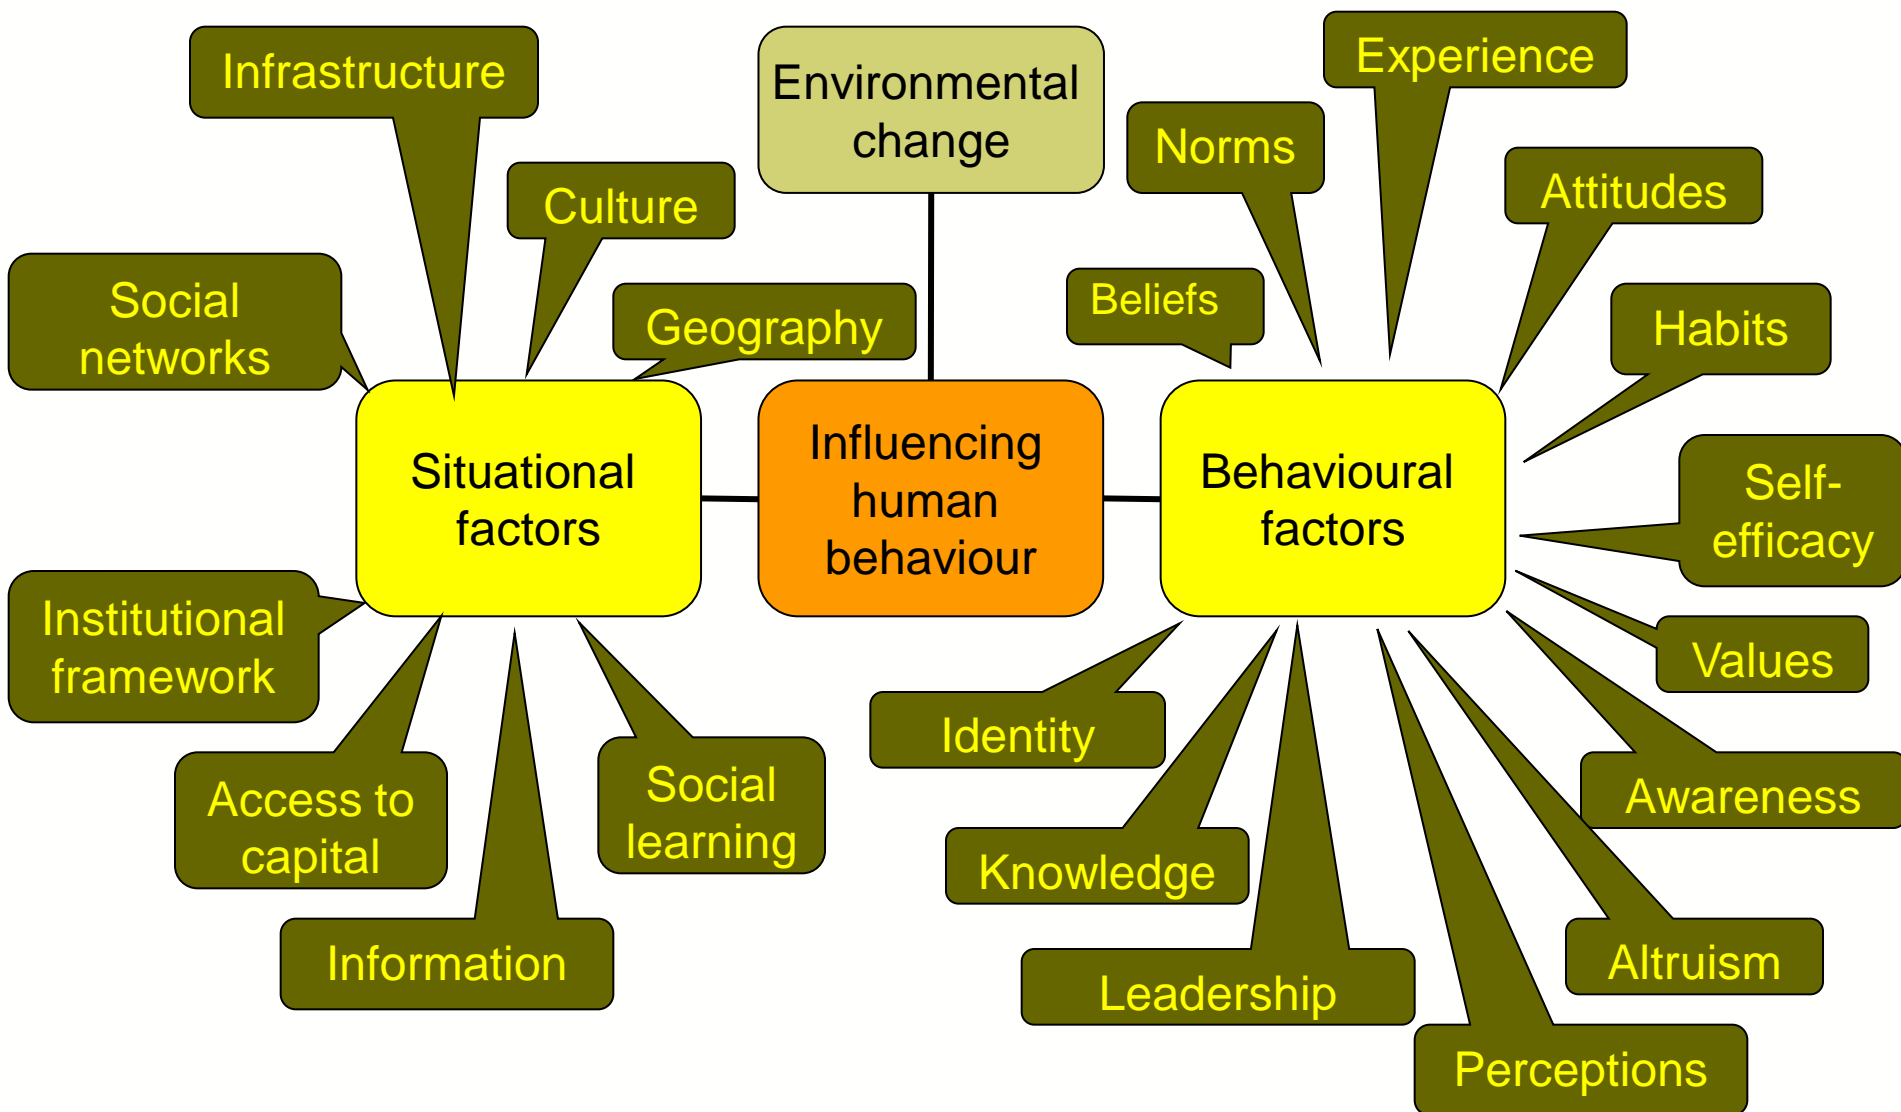 Infrastructure
Environmental
change
Experience
Norms
Attitudes
Culture
Social
networks
Geography
Beliefs
Habits
Situational
factors
Influencing
human
behaviour
Behavioural
factors
Self-
efficacy
Institutional
framework
Values
Identity
Access to
capital
Social
learning
Awareness
Knowledge
Information
Leadership
Altruism
Perceptions